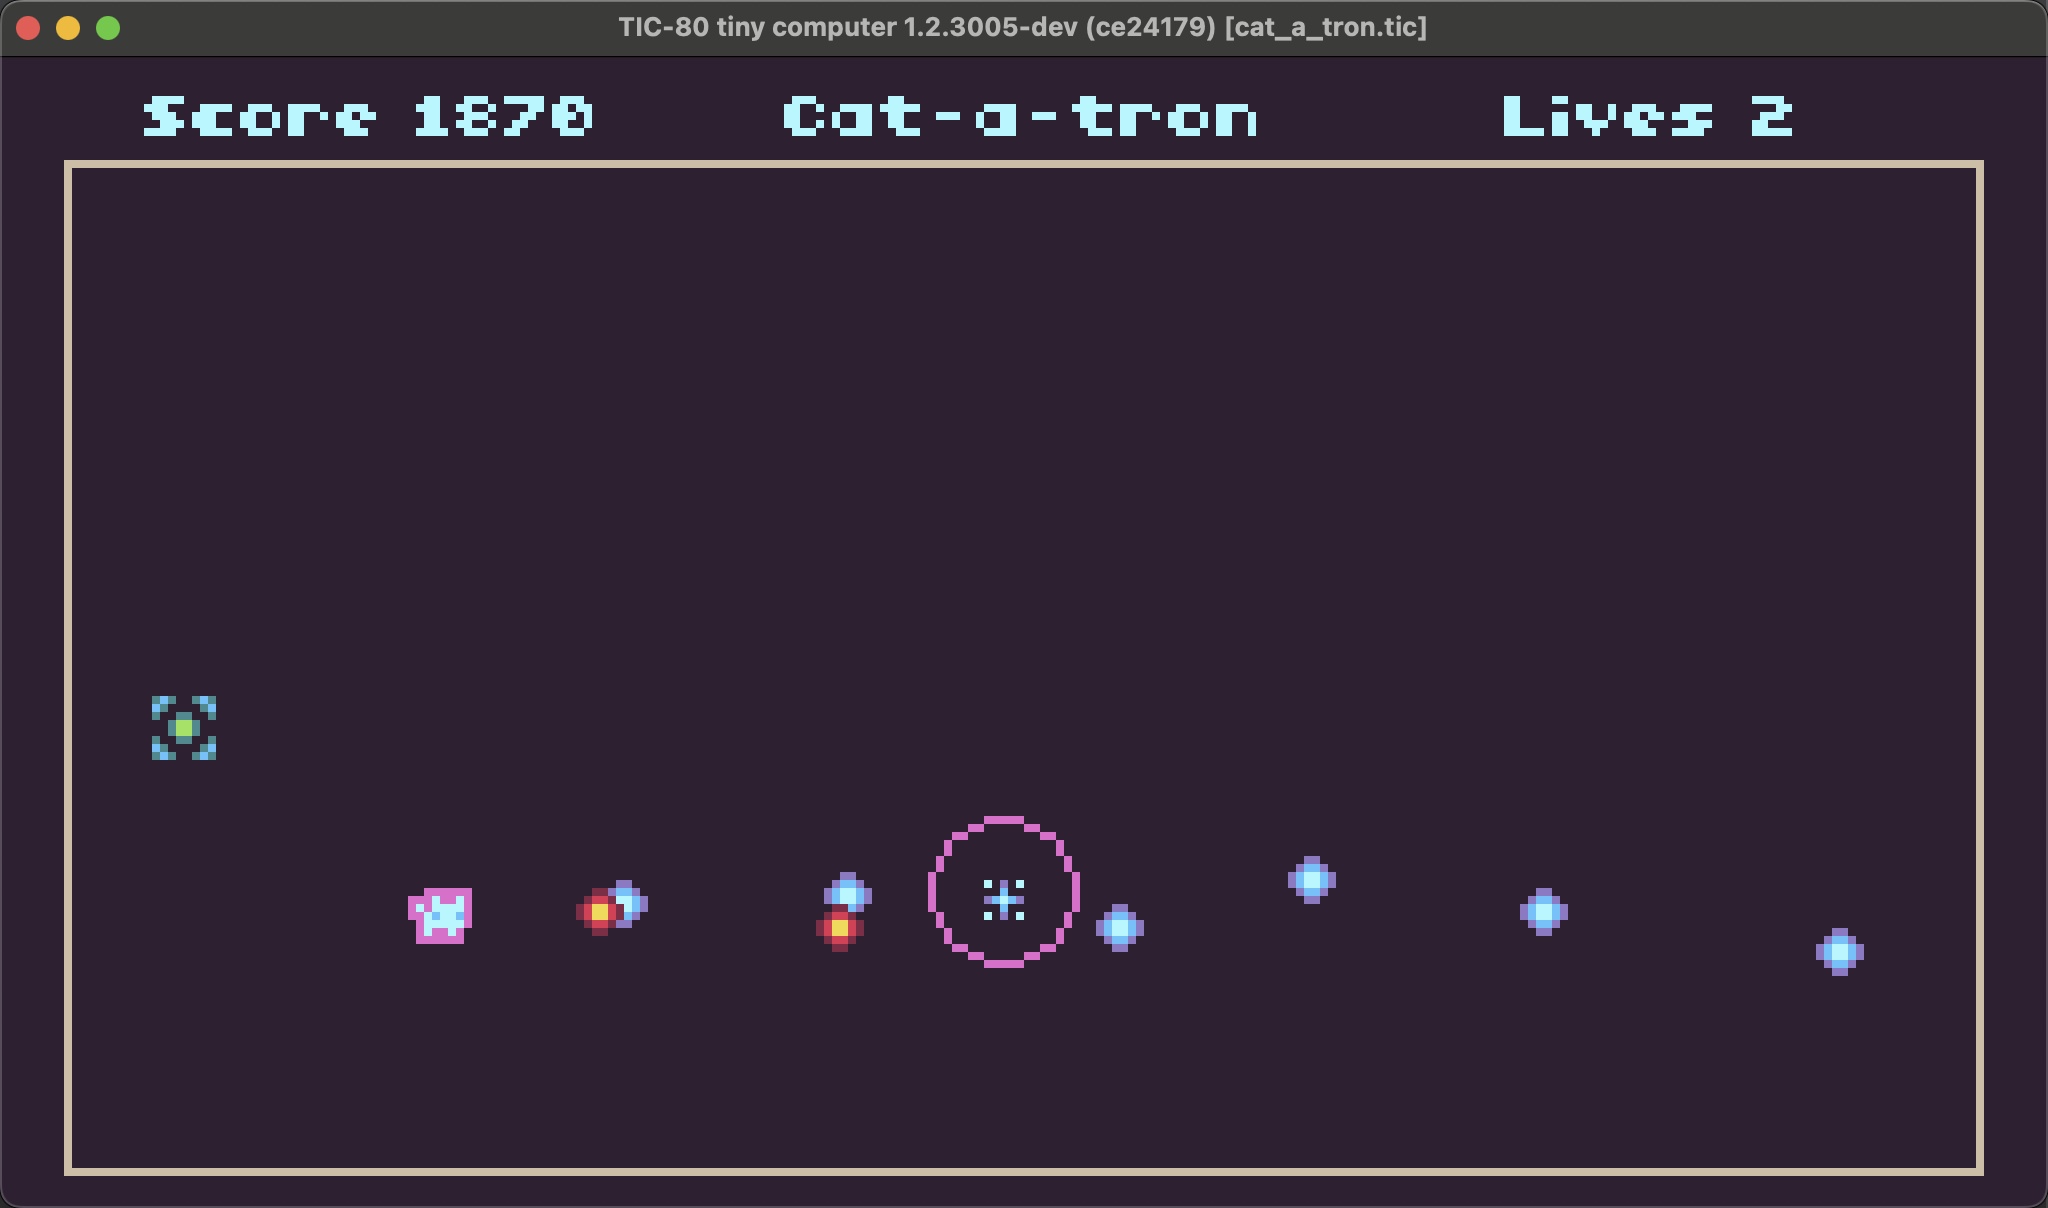 TIC-80 tiny computer 1.2.3005-dev (ce24179) [cat_a_tron.tic]
Score 1870 Cat-a-tron Lives 2